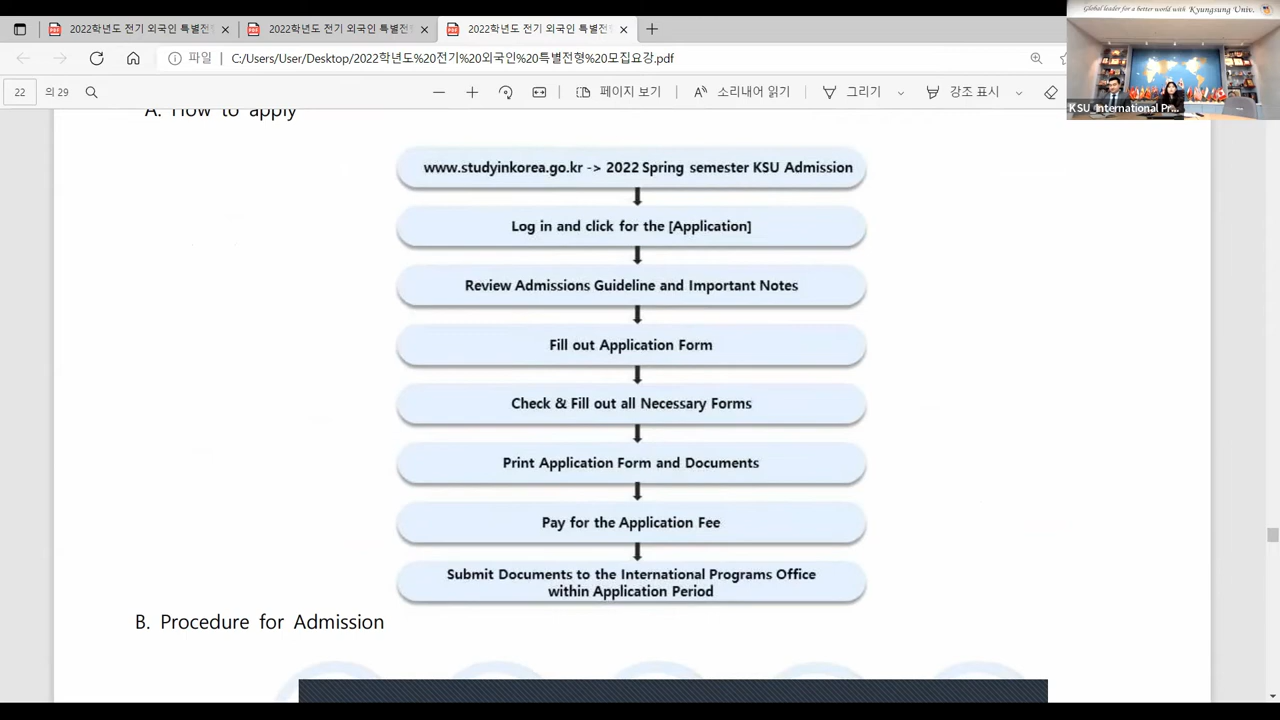 2022학년도 전기 외국인 특별전형
2022학년도 전기 외국인 특별전형
2022학년도 전기 외국인 특별전형
파일
C:/Users/User/Desktop/2022학년도%20전기%20외국인%20특별전형%20모집요강.pdf
22 의 29
페이지 보기
소리내어 읽기
그리기
강조 표시
Global leader for a better world with Kyungsung Univ.
KSU_International Pr...
A. How to apply
www.studyinkorea.go.kr -> 2022 Spring semester KSU Admission
Log in and click for the [Application]
Review Admissions Guideline and Important Notes
Fill out Application Form
Check & Fill out all Necessary Forms
Print Application Form and Documents
Pay for the Application Fee
Submit Documents to the International Programs Office
within Application Period
B. Procedure for Admission